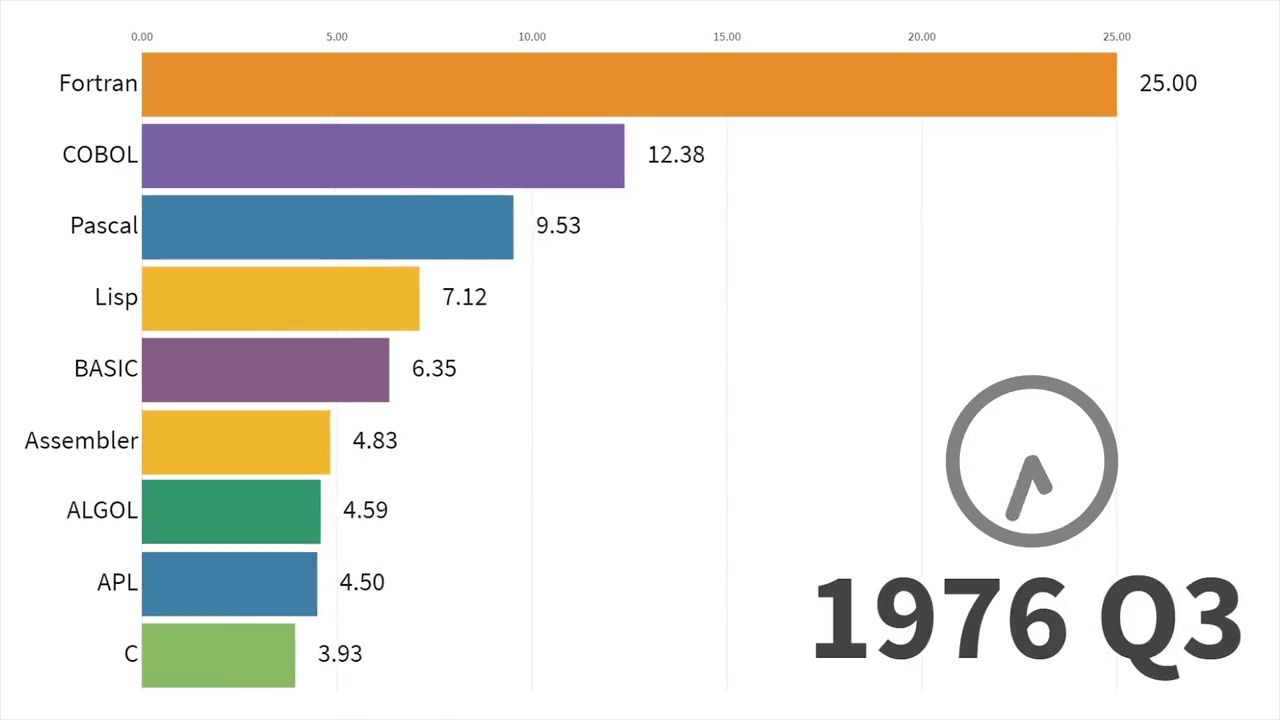 0.00 5.00 10.00 15.00 20.00 25.00
Fortran 25.00
COBOL 12.38
Pascal 9.53
Lisp 7.12
BASIC 6.35
Assembler 4.83
ALGOL 4.59
APL 4.50
C 3.93
1976 Q3